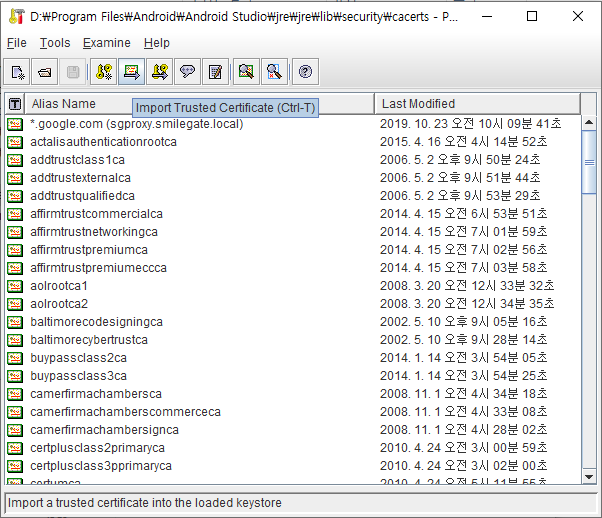 D:₩Program Files₩Android₩Android Studio₩jre₩jre₩lib₩security₩cacerts - P...
File Tools Examine Help
T Alias Name Last Modified
Import Trusted Certificate (Ctrl-T)
*.google.com (sgproxy.smilegate.local) 2019. 10. 23 오전 10시 09분 41초
actalisauthenticationrootca 2015. 4. 16 오전 4시 14분 52초
addtrustclass1ca 2006. 5. 2 오후 9시 50분 24초
addtrustexternalca 2006. 5. 2 오후 9시 51분 44초
addtrustqualifiedca 2006. 5. 2 오후 9시 53분 29초
affirmtrustcommercialca 2014. 4. 15 오전 6시 53분 51초
affirmtrustnetworkingca 2014. 4. 15 오전 7시 01분 59초
affirmtrustpremiumca 2014. 4. 15 오전 7시 02분 56초
affirmtrustpremiumeccca 2014. 4. 15 오전 7시 03분 58초
aolrootca1 2008. 3. 20 오전 12시 33분 32초
aolrootca2 2008. 3. 20 오전 12시 34분 35초
baltimorecodesigningca 2002. 5. 10 오후 9시 05분 16초
baltimorecybertrustca 2002. 5. 10 오후 9시 28분 14초
buypassclass2ca 2014. 1. 14 오후 3시 54분 05초
buypassclass3ca 2014. 1. 14 오후 3시 54분 25초
camerfirmachambersca 2008. 11. 1 오전 4시 34분 18초
camerfirmachamberscommerceca 2008. 11. 1 오전 4시 33분 08초
camerfirmachambersignca 2008. 11. 1 오전 4시 28분 02초
certplusclass2primaryca 2010. 4. 24 오전 3시 00분 59초
certplusclass3pprimaryca 2010. 4. 24 오전 3시 02분 00초
certumca 2010. 4. 24 오전 5시 11분 55초
Import a trusted certificate into the loaded keystore